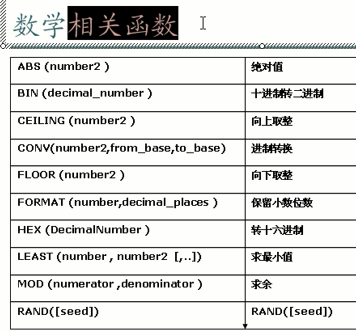 数学相关函数
ABS (number2 ) 绝对值
BIN (decimal_number ) 十进制转二进制
CEILING (number2 ) 向上取整
CONV(number2,from_base,to_base) 进制转换
FLOOR (number2 ) 向下取整
FORMAT (number,decimal_places ) 保留小数位数
HEX (DecimalNumber ) 转十六进制
LEAST (number , number2 [,..]) 求最小值
MOD (numerator ,denominator ) 求余
RAND([seed]) RAND([seed])